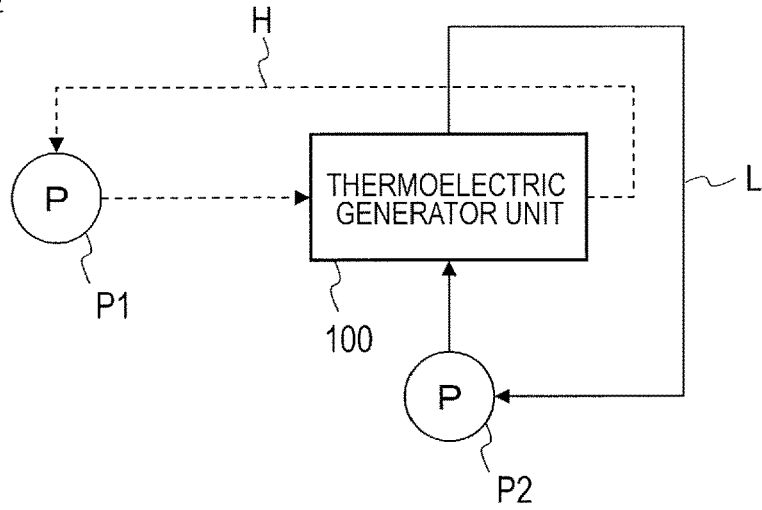 H
P
THERMOELECTRIC
GENERATOR UNIT
L
P1
100
P
P2